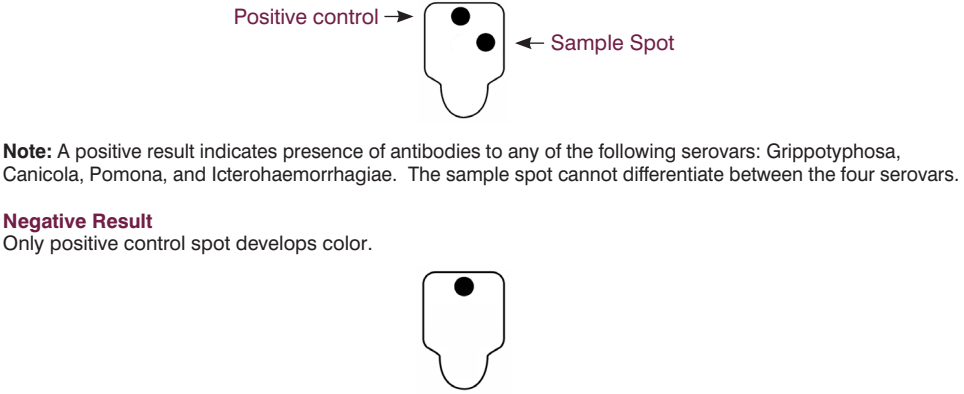 Positive control
Sample Spot
Note: A positive result indicates presence of antibodies to any of the following serovars: Grippotyphosa,
Canicola, Pomona, and Icterohaemorrhagiae. The sample spot cannot differentiate between the four serovars.
Negative Result
Only positive control spot develops color.